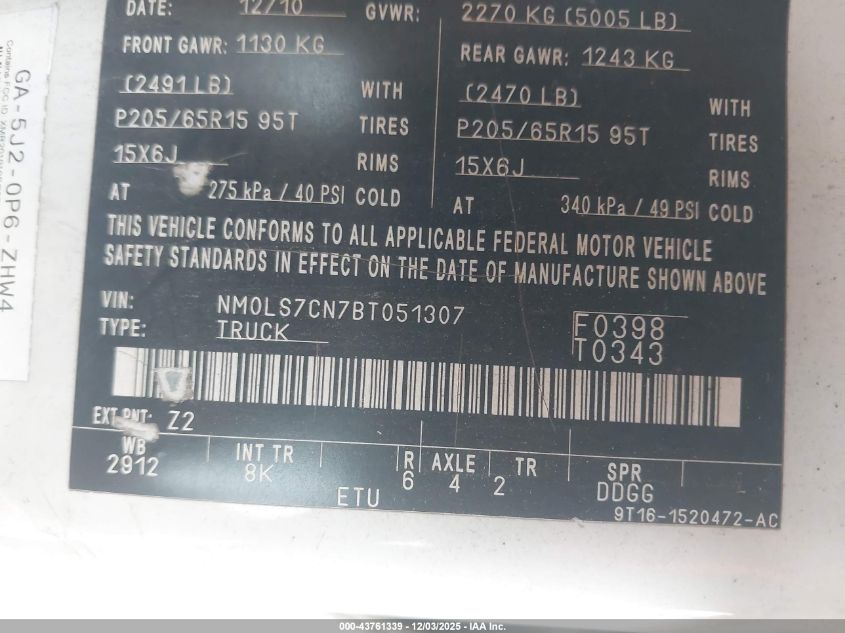 DATE: 12/10 GVWR: 2270 KG (5005 LB)
FRONT GAWR: 1130 KG REAR GAWR: 1243 KG
(2491 LB) WITH (2470 LB) WITH
P205/65R15 95T TIRES P205/65R15 95T TIRES
15X6J RIMS 15X6J RIMS
AT 275 kPa / 40 PSI COLD AT 340 kPa / 49 PSI COLD
THIS VEHICLE CONFORMS TO ALL APPLICABLE FEDERAL MOTOR VEHICLE
SAFETY STANDARDS IN EFFECT ON THE DATE OF MANUFACTURE SHOWN ABOVE
VIN: NM0LS7CN7BT051307 F0398
TYPE: TRUCK T0343
EXT PNT: Z2
WB INT TR R AXLE TR SPR
2912 8K 6 4 2 DDGG
ETU
9T16-1520472-AC
GA-5J2-0P6-ZHW4
Contains FCC ID:
000-43761339 - 12/03/2025 - IAA Inc.